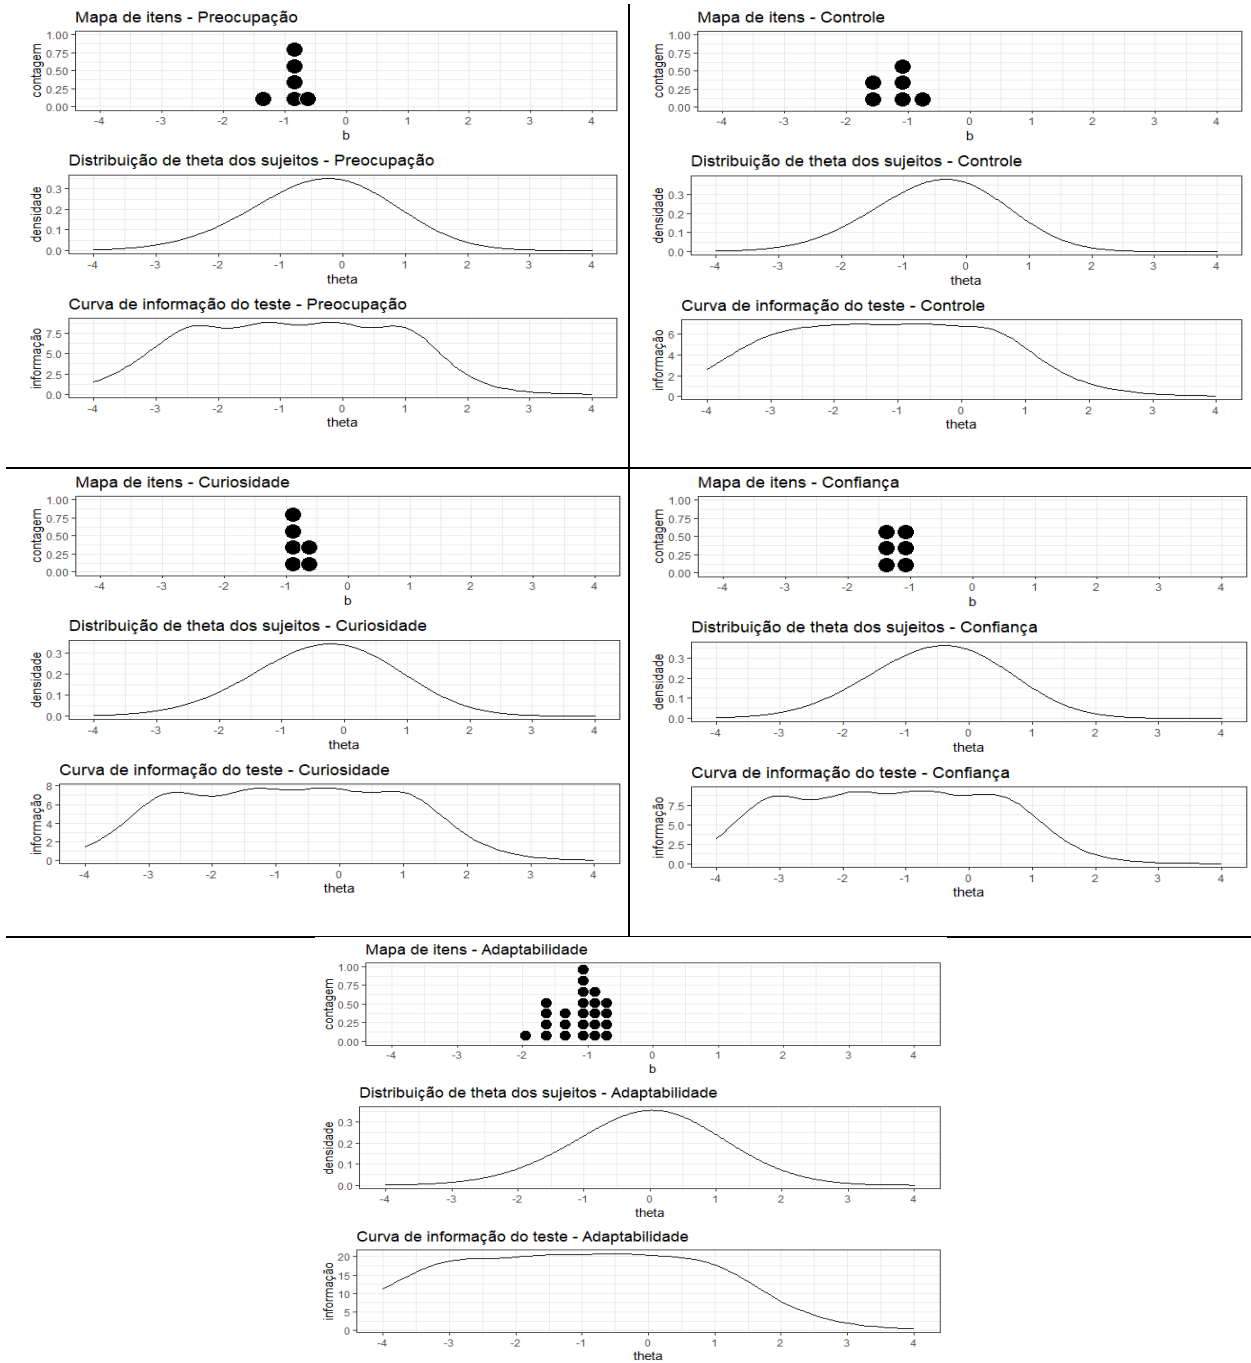 Mapa de itens - Preocupação
contagem
1.00
0.75
0.50
0.25
0.00
-4 -3 -2 -1 0 1 2 3 4
b
Distribuição de theta dos sujeitos - Preocupação
densidade
0.3
0.2
0.1
0.0
-4 -3 -2 -1 0 1 2 3 4
theta
Curva de informação do teste - Preocupação
informação
7.5
5.0
2.5
0.0
-4 -3 -2 -1 0 1 2 3 4
theta
Mapa de itens - Controle
contagem
1.00
0.75
0.50
0.25
0.00
-4 -3 -2 -1 0 1 2 3 4
b
Distribuição de theta dos sujeitos - Controle
densidade
0.3
0.2
0.1
0.0
-4 -3 -2 -1 0 1 2 3 4
theta
Curva de informação do teste - Controle
informação
6
4
2
0
-4 -3 -2 -1 0 1 2 3 4
theta
Mapa de itens - Curiosidade
contagem
1.00
0.75
0.50
0.25
0.00
-4 -3 -2 -1 0 1 2 3 4
b
Distribuição de theta dos sujeitos - Curiosidade
densidade
0.3
0.2
0.1
0.0
-4 -3 -2 -1 0 1 2 3 4
theta
Curva de informação do teste - Curiosidade
informação
8
6
4
2
0
-4 -3 -2 -1 0 1 2 3 4
theta
Mapa de itens - Confiança
contagem
1.00
0.75
0.50
0.25
0.00
-4 -3 -2 -1 0 1 2 3 4
b
Distribuição de theta dos sujeitos - Confiança
densidade
0.3
0.2
0.1
0.0
-4 -3 -2 -1 0 1 2 3 4
theta
Curva de informação do teste - Confiança
informação
7.5
5.0
2.5
0.0
-4 -3 -2 -1 0 1 2 3 4
theta
Mapa de itens - Adaptabilidade
contagem
1.00
0.75
0.50
0.25
0.00
-4 -3 -2 -1 0 1 2 3 4
b
Distribuição de theta dos sujeitos - Adaptabilidade
densidade
0.3
0.2
0.1
0.0
-4 -3 -2 -1 0 1 2 3 4
theta
Curva de informação do teste - Adaptabilidade
informação
20
15
10
5
0
-4 -3 -2 -1 0 1 2 3 4
theta